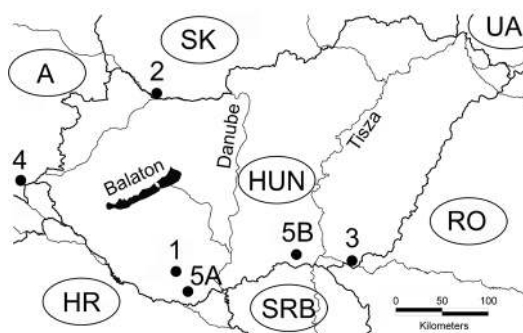 SK
UA
A
2
Danube
Tisza
4
Balaton
HUN
RO
1
5B
3
5A
HR
SRB
0 50 100
Kilometers